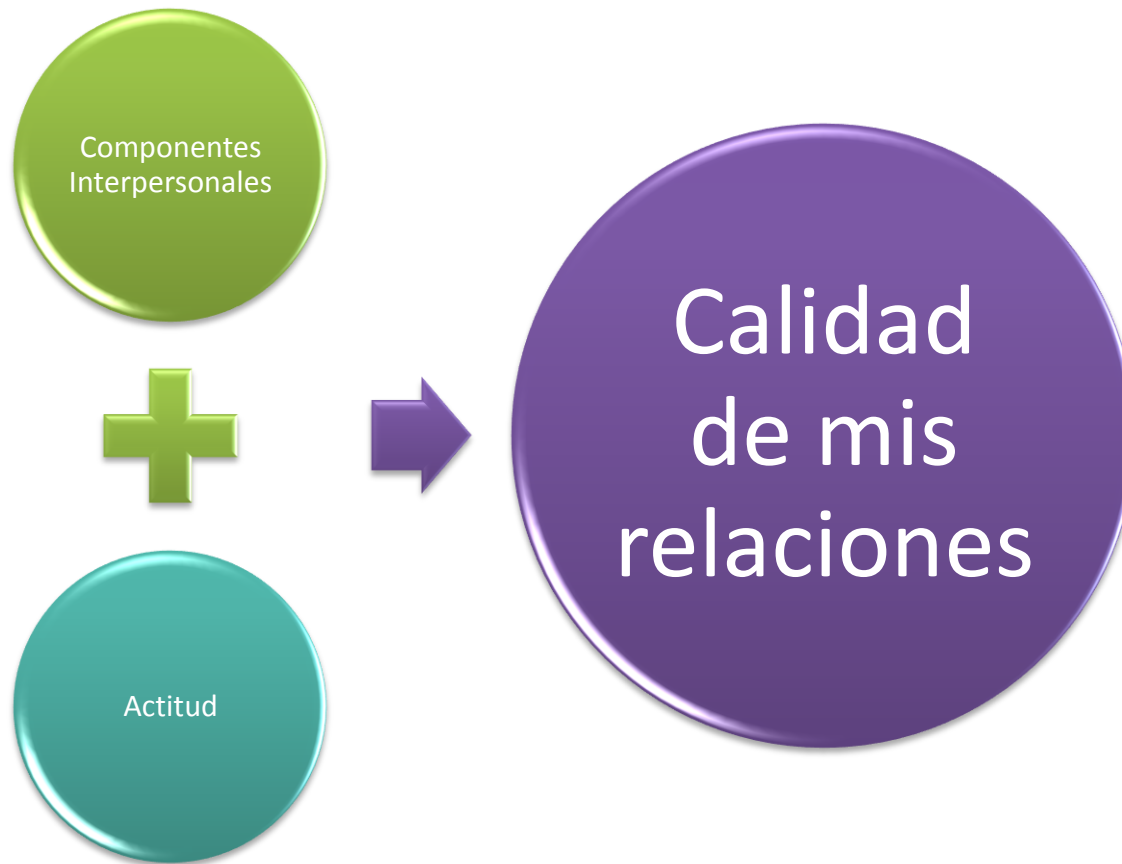 Componentes
Interpersonales
Actitud
Calidad
de mis
relaciones